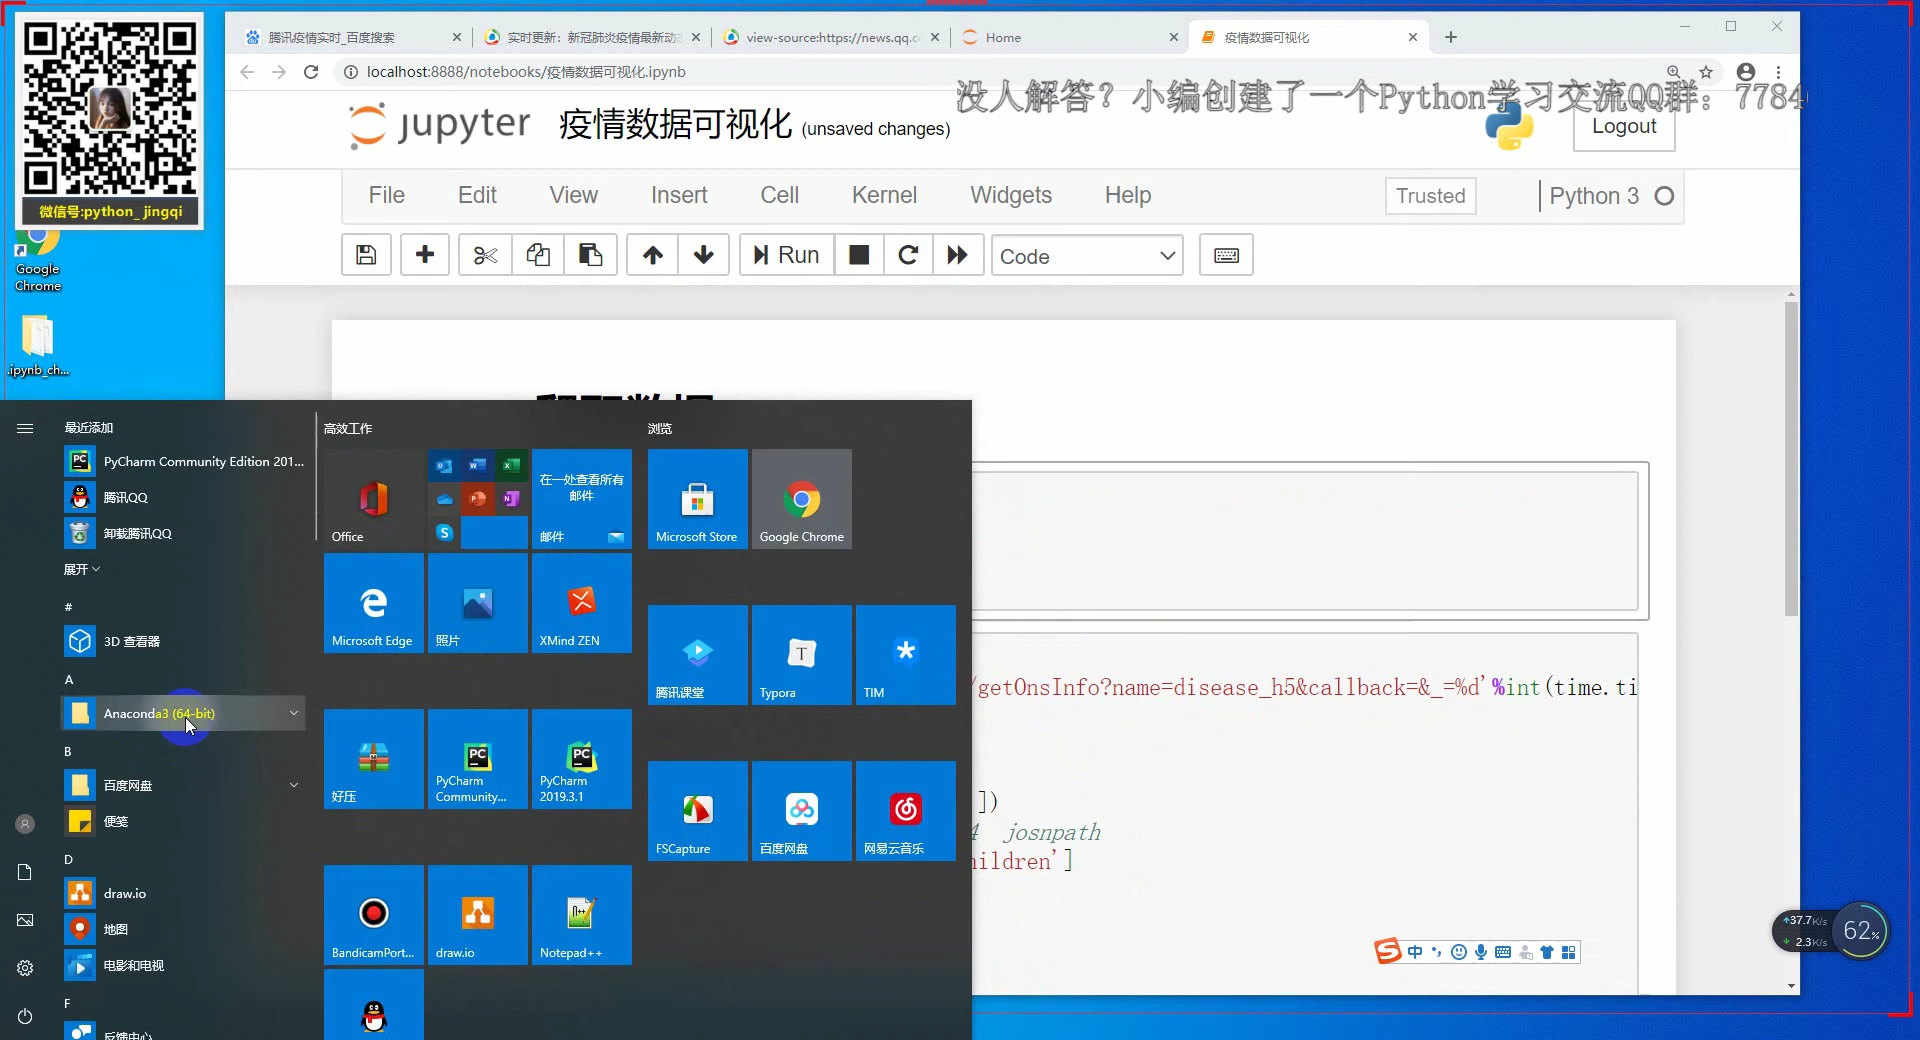 腾讯疫情实时_百度搜索
实时更新：新冠肺炎疫情最新动态
view-source:https://news.qq.c
Home
疫情数据可视化
localhost:8888/notebooks/疫情数据可视化.ipynb
没人解答？小编创建了一个Python学习交流QQ群：7784
jupyter
疫情数据可视化 (unsaved changes)
Logout
File
Edit
View
Insert
Cell
Kernel
Widgets
Help
Trusted
Python 3
Run
Code
微信号:python_ jingqi
Google Chrome
.ipynb_ch...
/getOnsInfo?name=disease_h5&callback=&_=%d'%int(time.ti
])
4 josnpath
ildren']
最近添加
PyCharm Community Edition 201...
腾讯QQ
卸载腾讯QQ
展开
#
3D 查看器
A
Anaconda3 (64-bit)
B
百度网盘
便笺
D
draw.io
地图
电影和电视
F
反馈中心
高效工作
Office
在一处查看所有邮件
邮件
Microsoft Edge
照片
XMind ZEN
好压
PyCharm Community...
PyCharm 2019.3.1
BandicamPort...
draw.io
Notepad++
浏览
Microsoft Store
Google Chrome
腾讯课堂
Typora
TIM
FSCapture
百度网盘
网易云音乐
中
37.7K/s
2.3K/s
62%